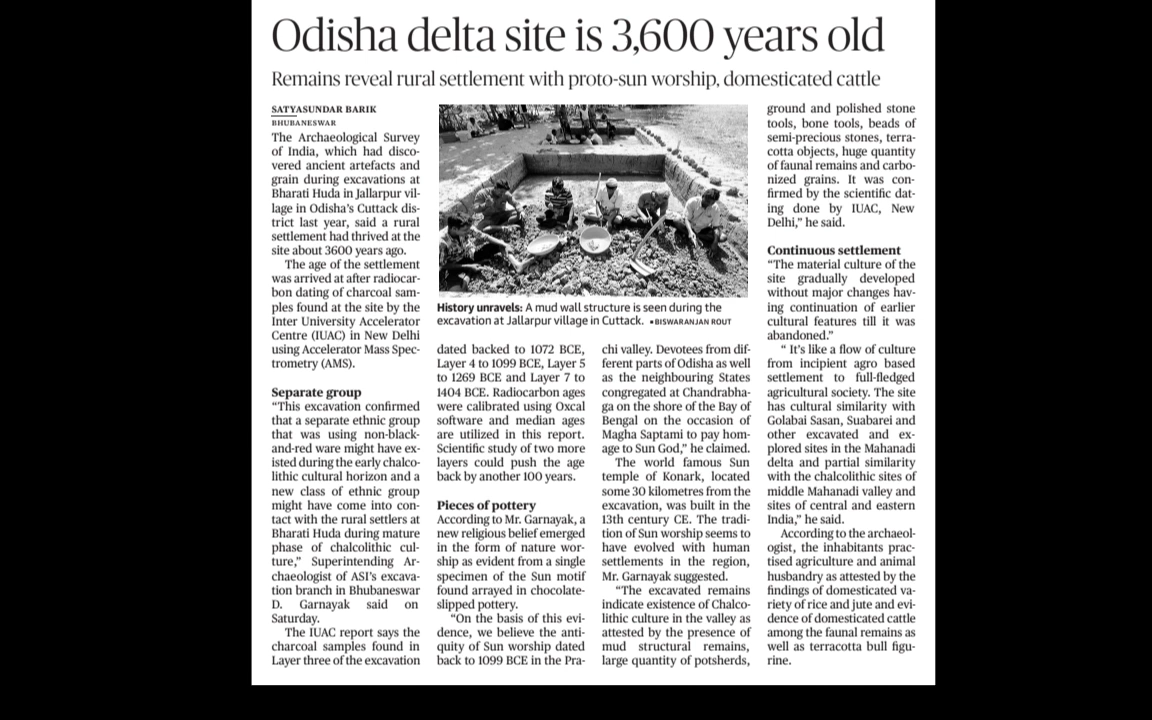 Odisha delta site is 3,600 years old
Remains reveal rural settlement with proto-sun worship, domesticated cattle
SATYASUNDAR BARIK
BHUBANESWAR
The Archaeological Survey
of India, which had disco-
vered ancient artefacts and
grain during excavations at
Bharati Huda in Jallarpur vil-
lage in Odisha's Cuttack dis-
trict last year, said a rural
settlement had thrived at the
site about 3600 years ago.
The age of the settlement
was arrived at after radiocar-
bon dating of charcoal sam-
ples found at the site by the
Inter University Accelerator
Centre (IUAC) in New Delhi
using Accelerator Mass Spec-
trometry (AMS).
Separate group
"This excavation confirmed
that a separate ethnic group
that was using non-black-
and-red ware might have ex-
isted during the early chalco-
lithic cultural horizon and a
new class of ethnic group
might have come into con-
tact with the rural settlers at
Bharati Huda during mature
phase of chalcolithic cul-
ture," Superintending Ar-
chaeologist of ASI's excava-
tion branch in Bhubaneswar
D. Garnayak said on
Saturday.
The IUAC report says the
charcoal samples found in
Layer three of the excavation
History unravels: A mud wall structure is seen during the
excavation at Jallarpur village in Cuttack. •BISWARANJAN ROUT
dated backed to 1072 BCE,
Layer 4 to 1099 BCE, Layer 5
to 1269 BCE and Layer 7 to
1404 BCE. Radiocarbon ages
were calibrated using Oxcal
software and median ages
are utilized in this report.
Scientific study of two more
layers could push the age
back by another 100 years.
Pieces of pottery
According to Mr. Garnayak, a
new religious belief emerged
in the form of nature wor-
ship as evident from a single
specimen of the Sun motif
found arrayed in chocolate-
slipped pottery.
"On the basis of this evi-
dence, we believe the anti-
quity of Sun worship dated
back to 1099 BCE in the Pra-
chi valley. Devotees from dif-
ferent parts of Odisha as well
as the neighbouring States
congregated at Chandrabha-
ga on the shore of the Bay of
Bengal on the occasion of
Magha Saptami to pay hom-
age to Sun God," he claimed.
The world famous Sun
temple of Konark, located
some 30 kilometres from the
excavation, was built in the
13th century CE. The tradi-
tion of Sun worship seems to
have evolved with human
settlements in the region,
Mr. Garnayak suggested.
"The excavated remains
indicate existence of Chalco-
lithic culture in the valley as
attested by the presence of
mud structural remains,
large quantity of potsherds,
ground and polished stone
tools, bone tools, beads of
semi-precious stones, terra-
cotta objects, huge quantity
of faunal remains and carbo-
nized grains. It was con-
firmed by the scientific dat-
ing done by IUAC, New
Delhi," he said.
Continuous settlement
"The material culture of the
site gradually developed
without major changes hav-
ing continuation of earlier
cultural features till it was
abandoned."
" It's like a flow of culture
from incipient agro based
settlement to full-fledged
agricultural society. The site
has cultural similarity with
Golabai Sasan, Suabarei and
other excavated and ex-
plored sites in the Mahanadi
delta and partial similarity
with the chalcolithic sites of
middle Mahanadi valley and
sites of central and eastern
India," he said.
According to the archaeol-
ogist, the inhabitants prac-
tised agriculture and animal
husbandry as attested by the
findings of domesticated va-
riety of rice and jute and evi-
dence of domesticated cattle
among the faunal remains as
well as terracotta bull figu-
rine.